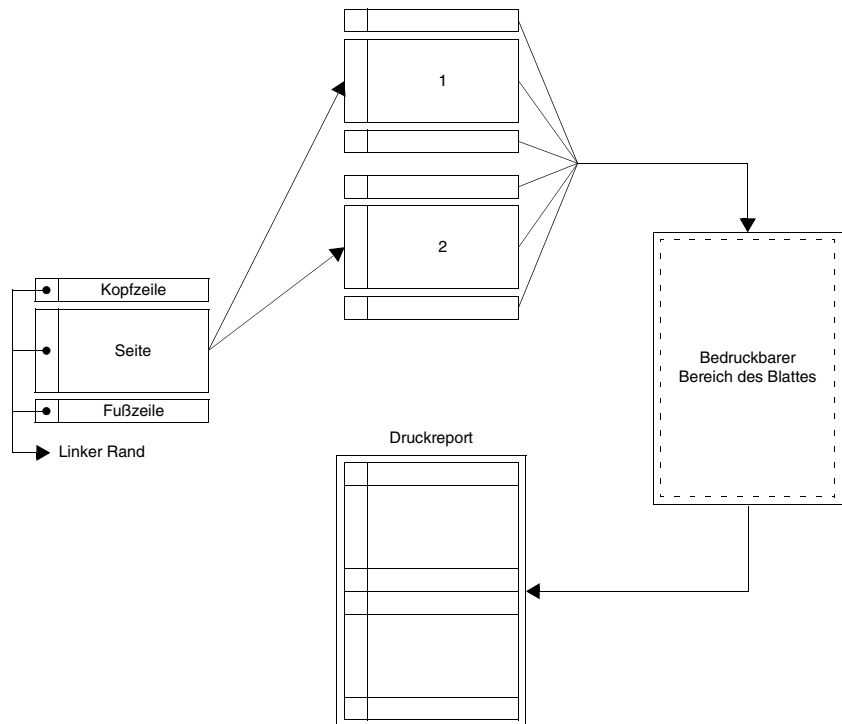 1
2
Kopfzeile
Seite
Fußzeile
Linker Rand
Bedruckbarer
Bereich des Blattes
Druckreport